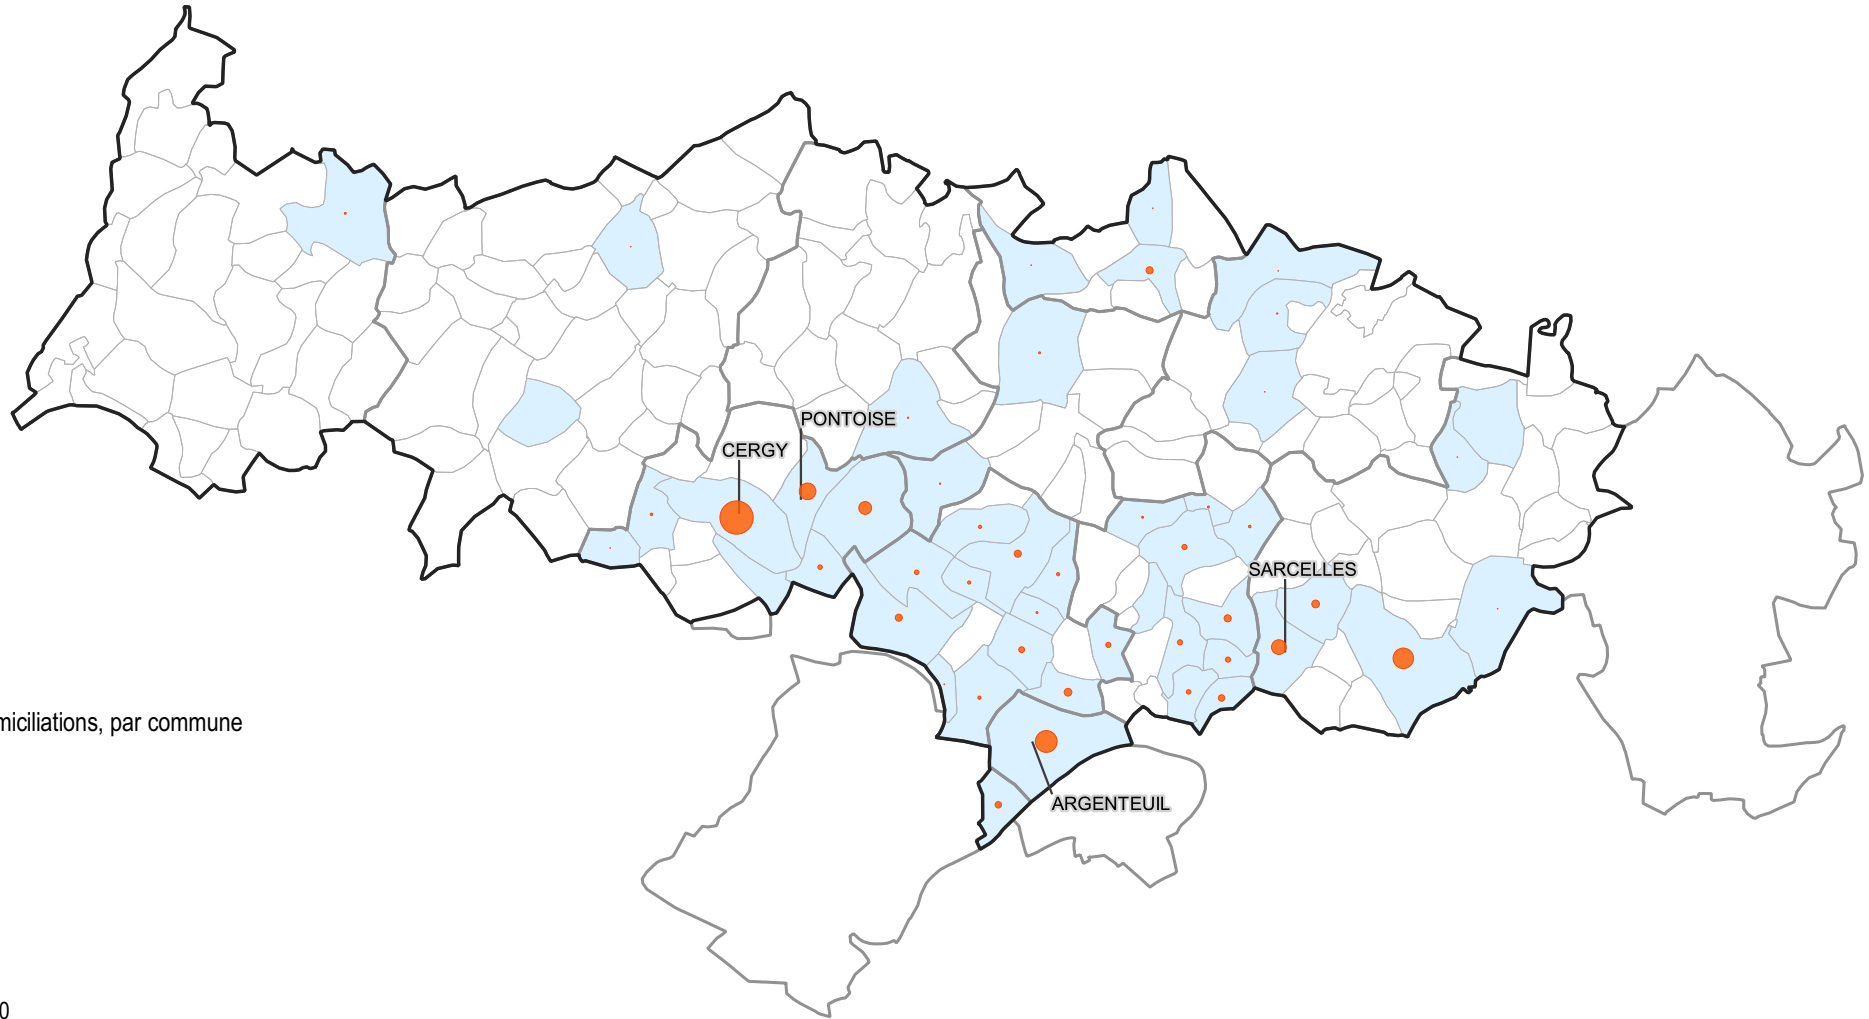 PONTOISE
CERGY
SARCELLES
miciliations, par commune
ARGENTEUIL
0